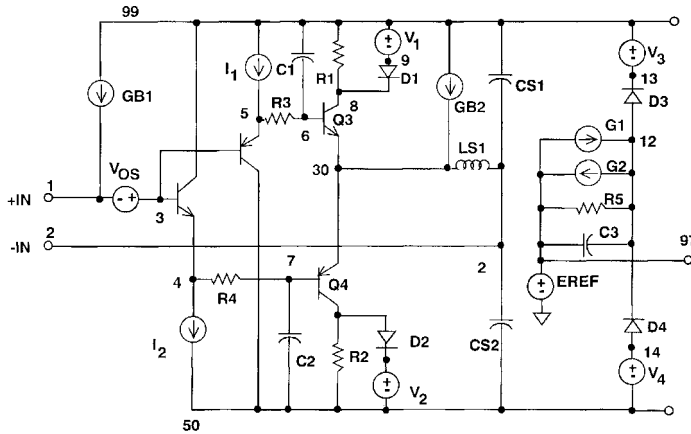 99
V1
V3
I1
C1
R1
9
D1
CS1
13
D3
GB1
5
R3
8
GB2
G1
6
Q3
12
VOS
30
LS1
G2
+IN
1
3
R5
-IN
2
C3
97
7
2
4
R4
Q4
EREF
I2
D2
D4
C2
R2
CS2
14
V2
V4
50